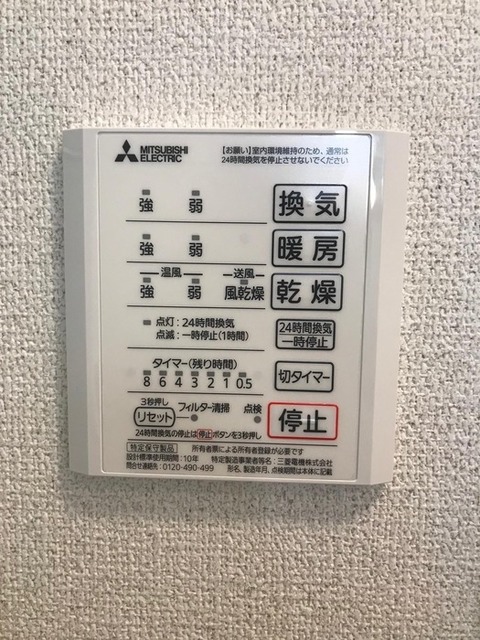 MITSUBISHI
ELECTRIC
【お願い】室内環境維持のため、通常は
24時間換気を停止させないでください
強 弱 換気
強 弱 暖房
温風 送風
強 弱 風乾燥 乾燥
点灯:24時間換気
点滅:一時停止(1時間)
24時間換気
一時停止
タイマー(残り時間)
8 6 4 3 2 1 0.5
切タイマー
3秒押し
リセット フィルター清掃 点検
停止
24時間換気の停止は停止ボタンを3秒押し
特定保守製品 所有者票による所有者登録が必要です
設計標準使用期間:10年 特定製造事業者等名:三菱電機株式会社
問合せ連絡先:0120-490-499 形名、製造年月、点検期間は本体に記載